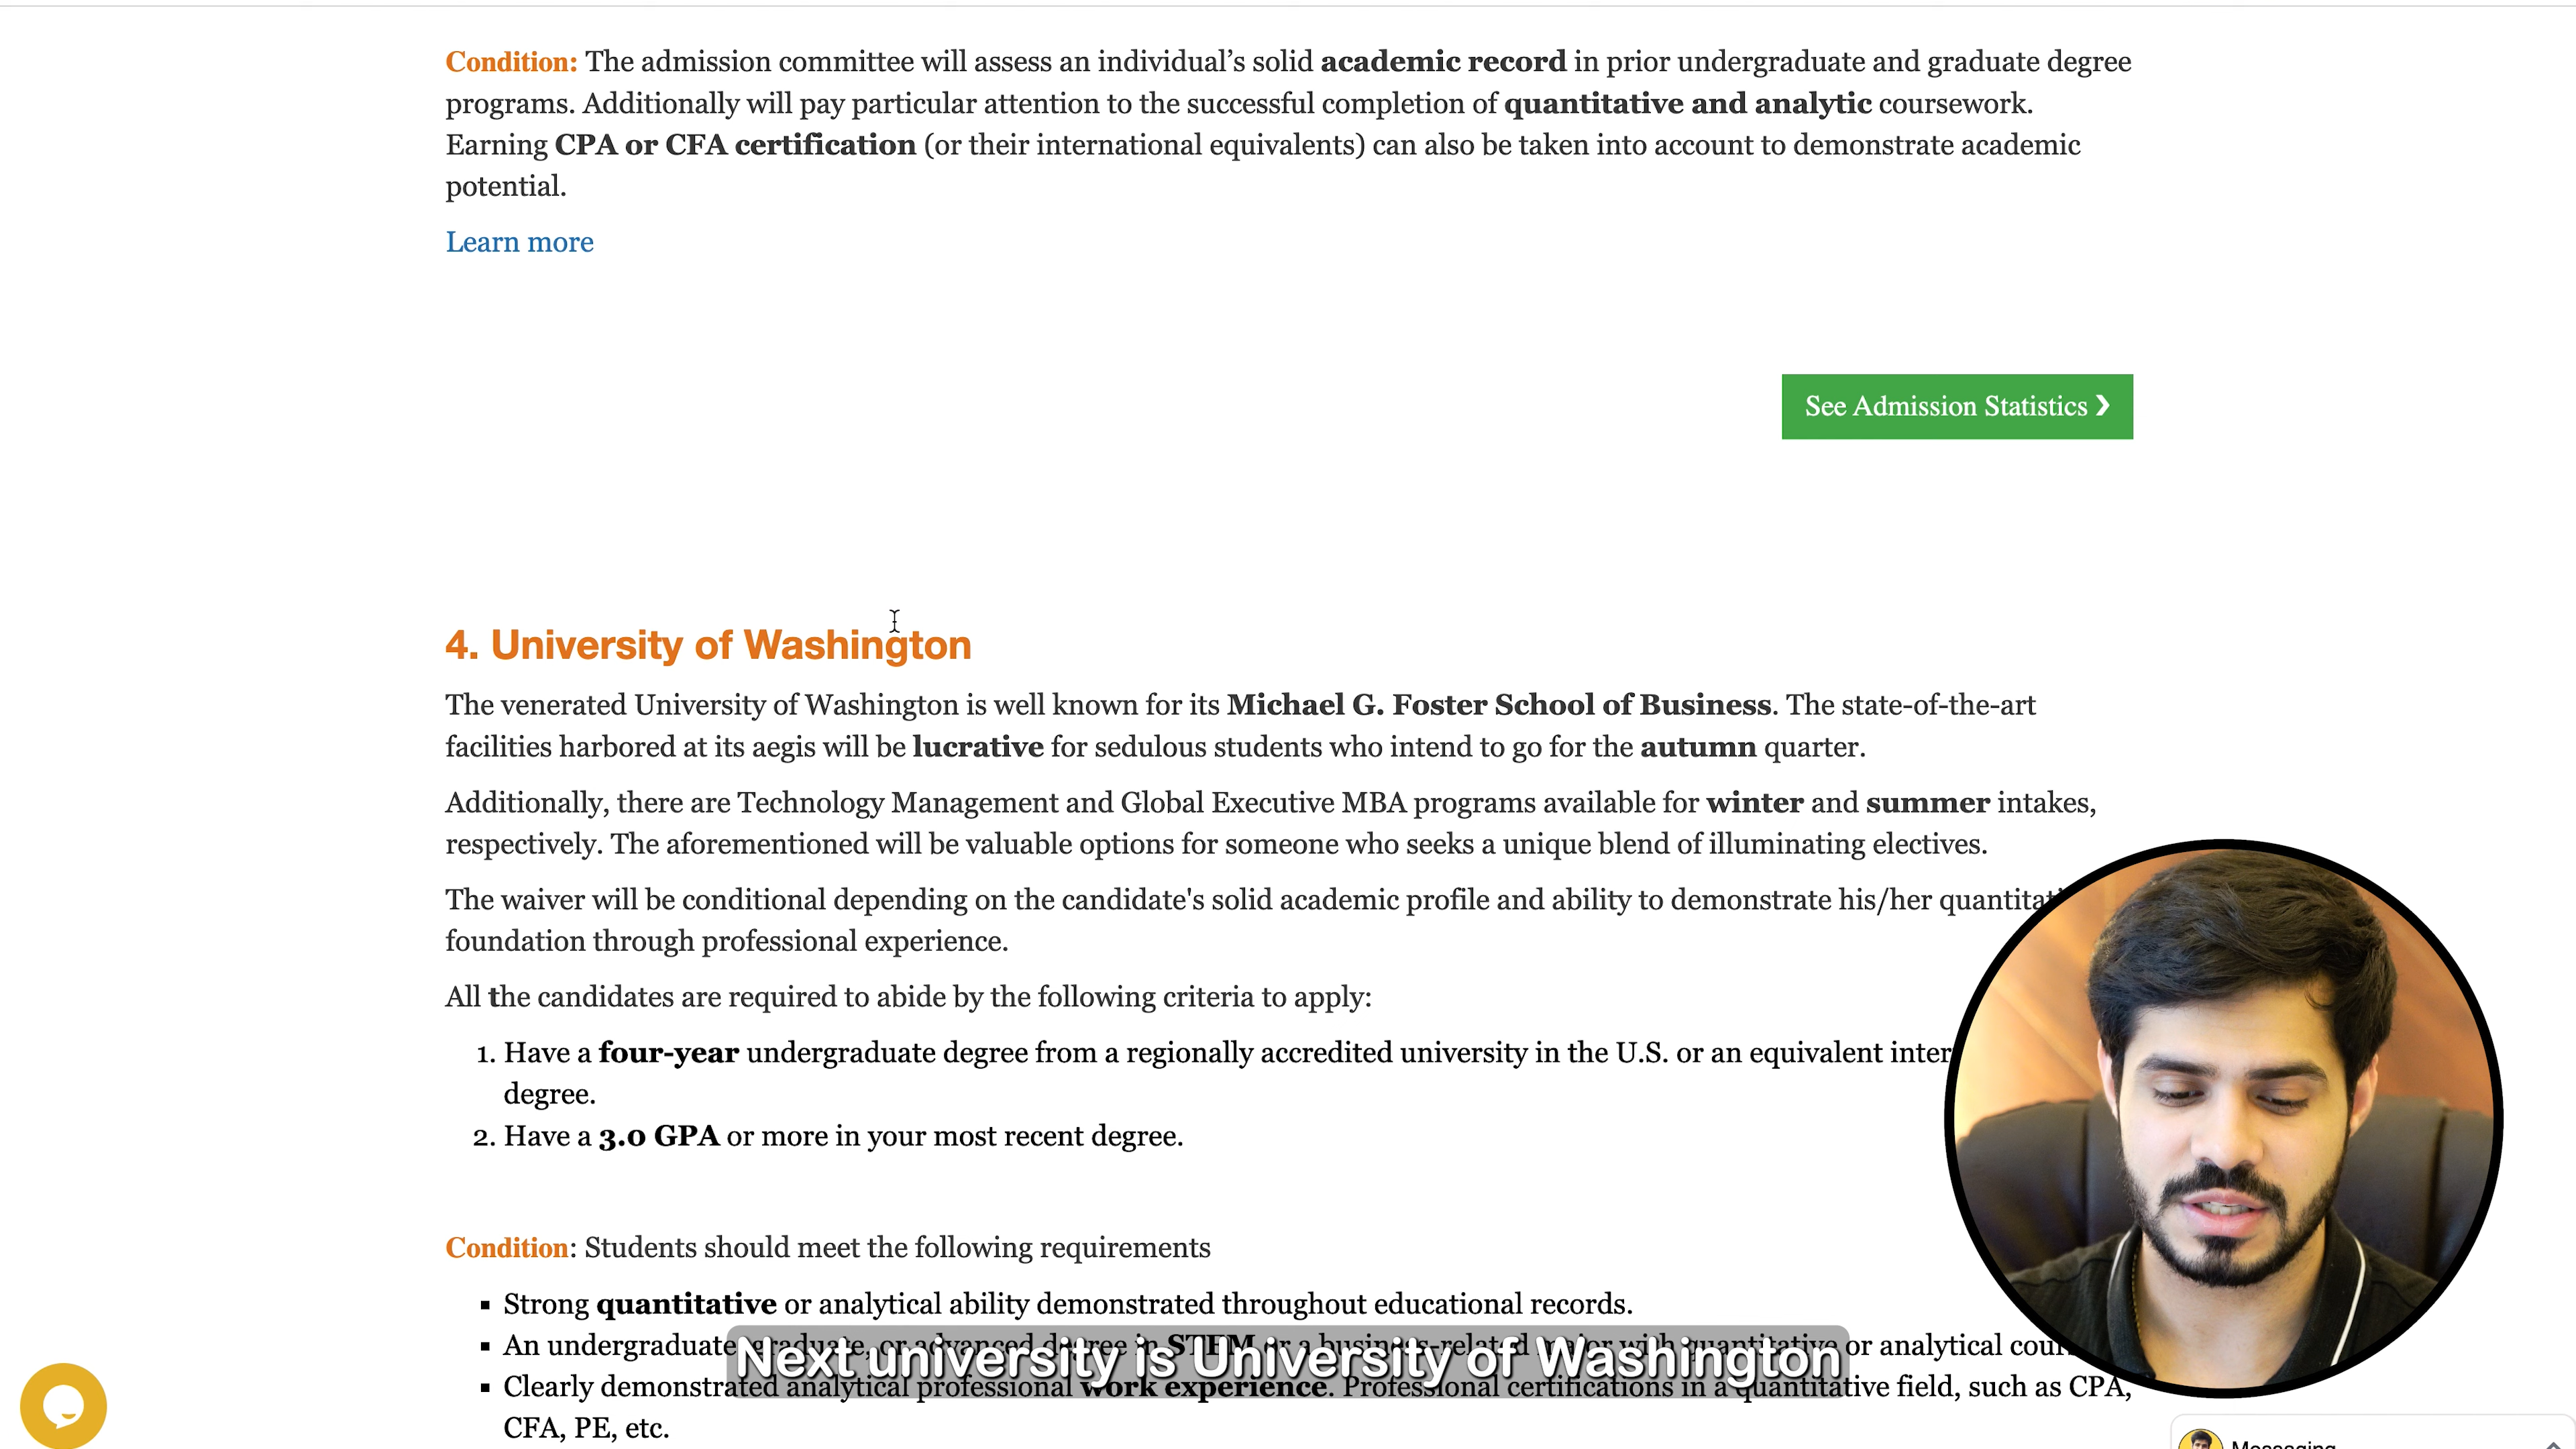 Condition: The admission committee will assess an individual’s solid academic record in prior undergraduate and graduate degree
programs. Additionally will pay particular attention to the successful completion of quantitative and analytic coursework.
Earning CPA or CFA certification (or their international equivalents) can also be taken into account to demonstrate academic
potential.
Learn more
See Admission Statistics ❯
4. University of Washington
The venerated University of Washington is well known for its Michael G. Foster School of Business. The state-of-the-art
facilities harbored at its aegis will be lucrative for sedulous students who intend to go for the autumn quarter.
Additionally, there are Technology Management and Global Executive MBA programs available for winter and summer intakes,
respectively. The aforementioned will be valuable options for someone who seeks a unique blend of illuminating electives.
The waiver will be conditional depending on the candidate's solid academic profile and ability to demonstrate his/her
foundation through professional experience.
All the candidates are required to abide by the following criteria to apply:
1. Have a four-year undergraduate degree from a regionally accredited university in the U.S. or an equivalent
degree.
2. Have a 3.0 GPA or more in your most recent degree.
Condition: Students should meet the following requirements
▪ Strong quantitative or analytical ability demonstrated throughout educational records.
▪ An undergraduate, graduate, or advanced degree in STEM or a business-related major with quantitative or analytical
Next university is University of Washington
▪ Clearly demonstrated analytical professional work experience. Professional certifications in a quantitative field, such as CPA,
CFA, PE, etc.